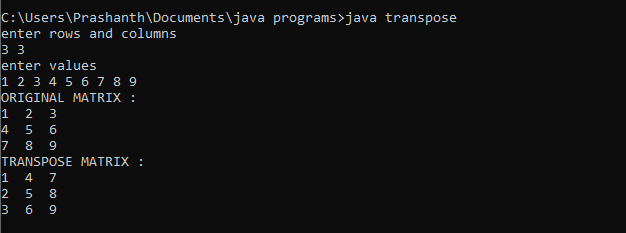 C:\Users\Prashanth\Documents\java programs>java transpose
enter rows and columns
3 3
enter values
1 2 3 4 5 6 7 8 9
ORIGINAL MATRIX :
1  2  3
4  5  6
7  8  9
TRANSPOSE MATRIX :
1  4  7
2  5  8
3  6  9